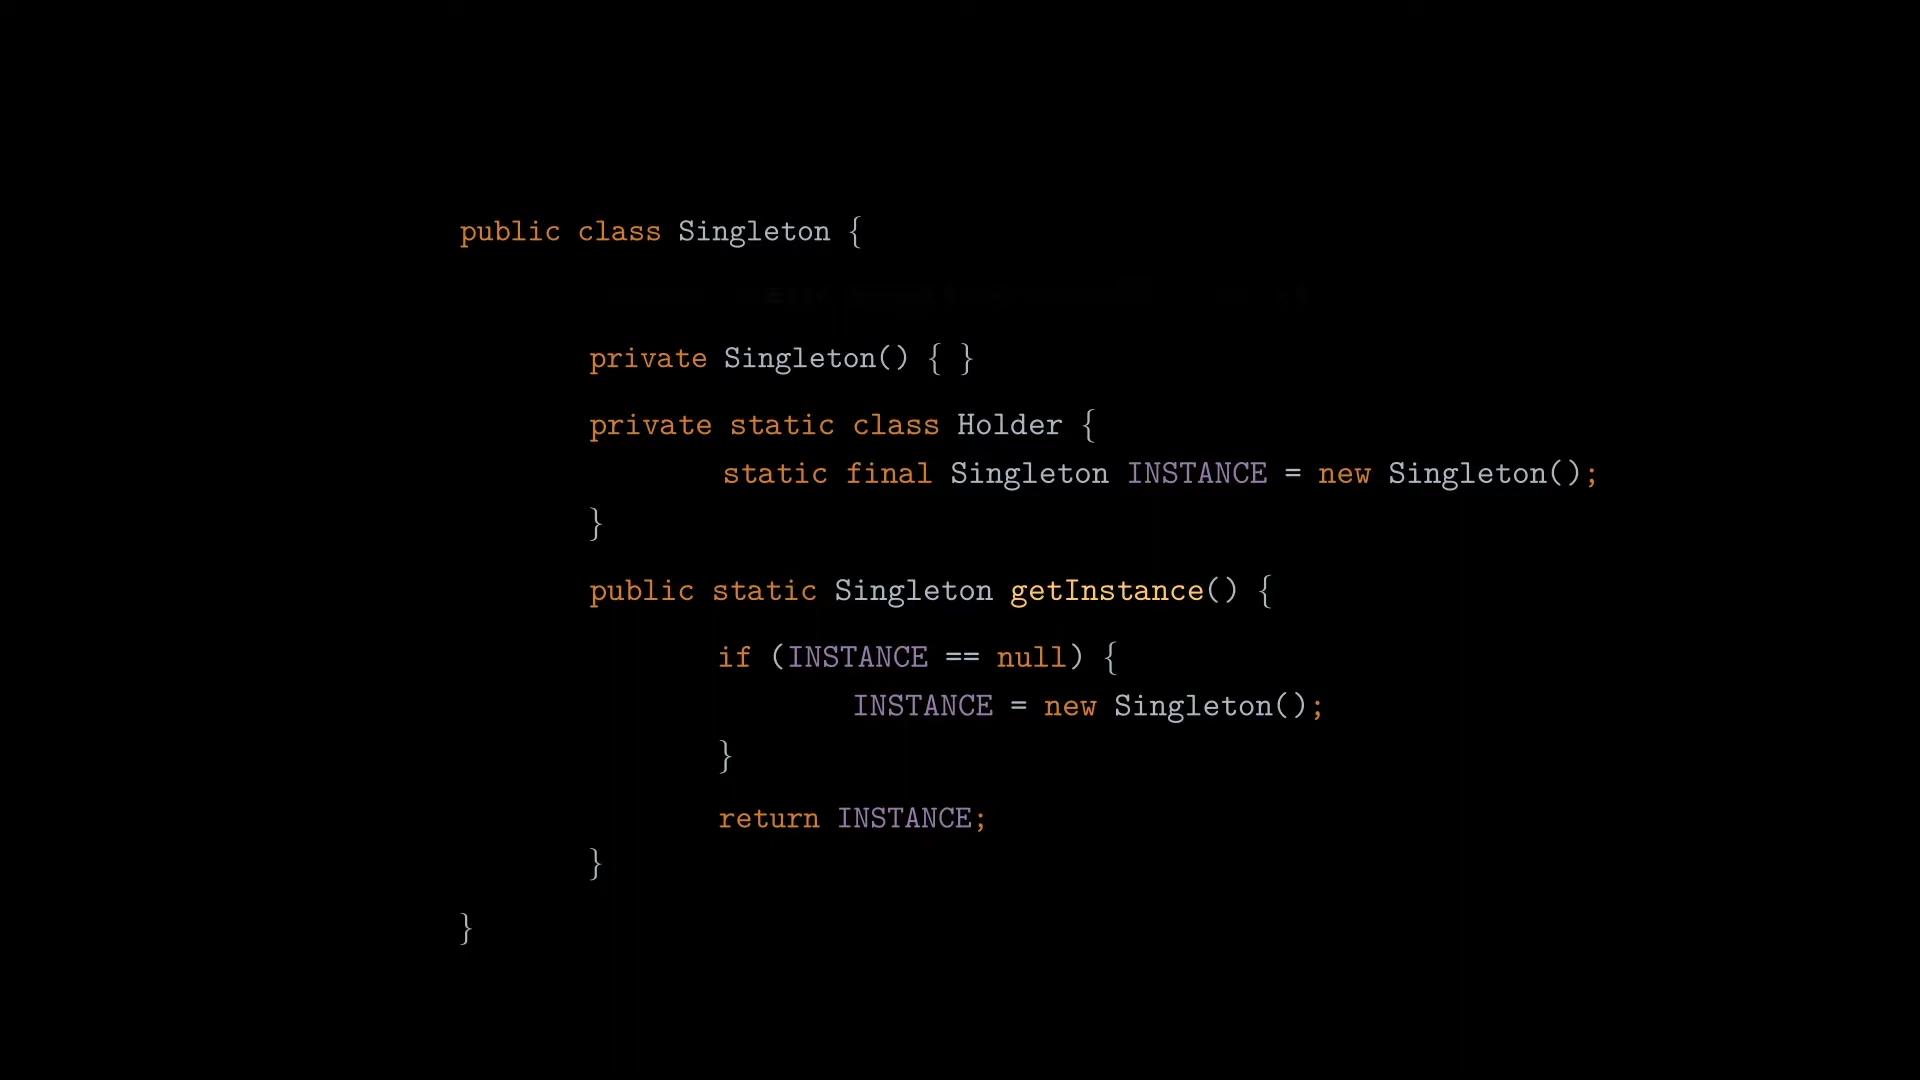 public class Singleton {
private Singleton() { }
private static class Holder {
static final Singleton INSTANCE = new Singleton();
}
public static Singleton getInstance() {
if (INSTANCE == null) {
INSTANCE = new Singleton();
}
return INSTANCE;
}
}